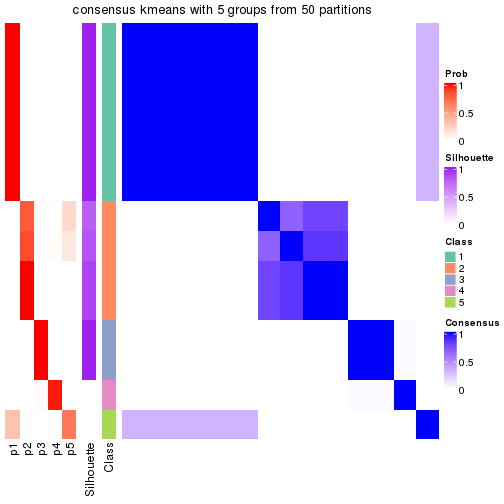 consensus kmeans with 5 groups from 50 partitions
Prob
1
0.5
0
Silhouette
1
0.5
0
Class
1
2
3
4
5
Consensus
1
0.5
0
p1
p2
p3
p4
p5
Silhouette
Class